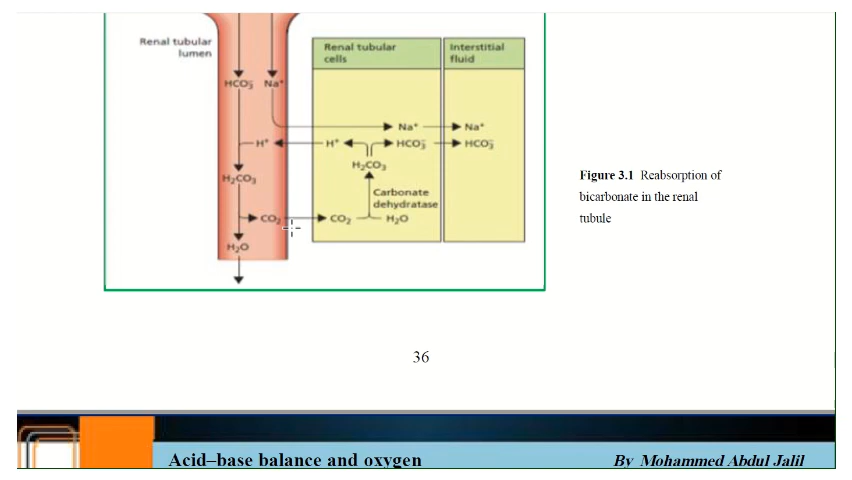 Renal tubular
lumen
Renal tubular
cells
Interstitial
fluid
HCO₃⁻ Na⁺
Na⁺ Na⁺
H⁺ H⁺ HCO₃⁻ HCO₃⁻
H₂CO₃
H₂CO₃
Carbonate
dehydratase
CO₂ CO₂ H₂O
H₂O
Figure 3.1 Reabsorption of
bicarbonate in the renal
tubule
36
Acid–base balance and oxygen
By Mohammed Abdul Jalil